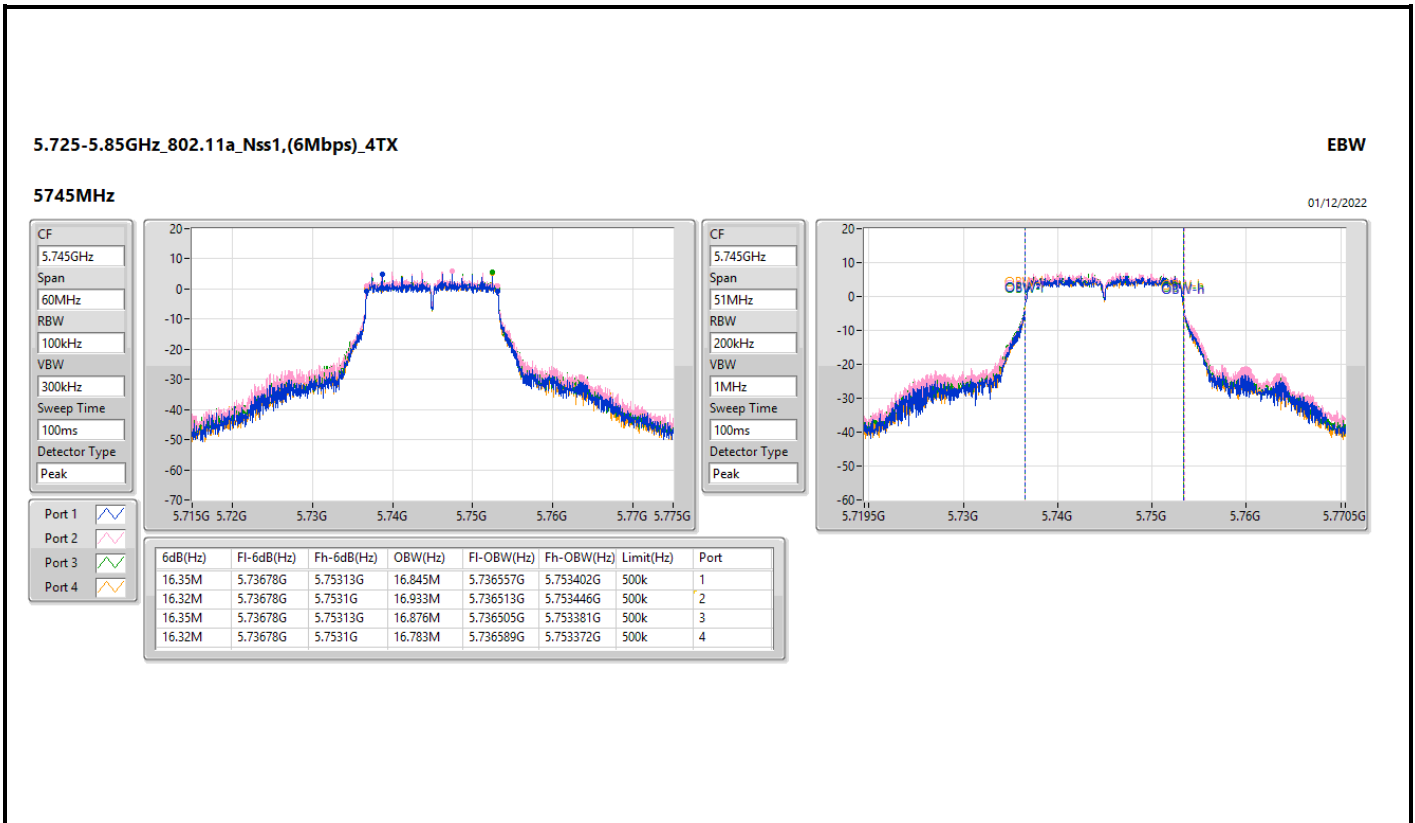 5.725-5.85GHz_802.11a_Nss1,(6Mbps)_4TX
EBW
5745MHz
01/12/2022
CF
5.745GHz
Span
60MHz
RBW
100kHz
VBW
300kHz
Sweep Time
100ms
Detector Type
Peak
20
10
0
-10
-20
-30
-40
-50
-60
-70
5.715G 5.72G 5.73G 5.74G 5.75G 5.76G 5.77G 5.775G
CF
5.745GHz
Span
51MHz
RBW
200kHz
VBW
1MHz
Sweep Time
100ms
Detector Type
Peak
20
10
0
-10
-20
-30
-40
-50
-60
OBW-h
5.7195G 5.73G 5.74G 5.75G 5.76G 5.7705G
Port 1
Port 2
Port 3
Port 4
6dB(Hz) Fl-6dB(Hz) Fh-6dB(Hz) OBW(Hz) Fl-OBW(Hz) Fh-OBW(Hz) Limit(Hz) Port
16.35M 5.73678G 5.75313G 16.845M 5.736557G 5.753402G 500k 1
16.32M 5.73678G 5.7531G 16.933M 5.736513G 5.753446G 500k 2
16.35M 5.73678G 5.75313G 16.876M 5.736505G 5.753381G 500k 3
16.32M 5.73678G 5.7531G 16.783M 5.736589G 5.753372G 500k 4